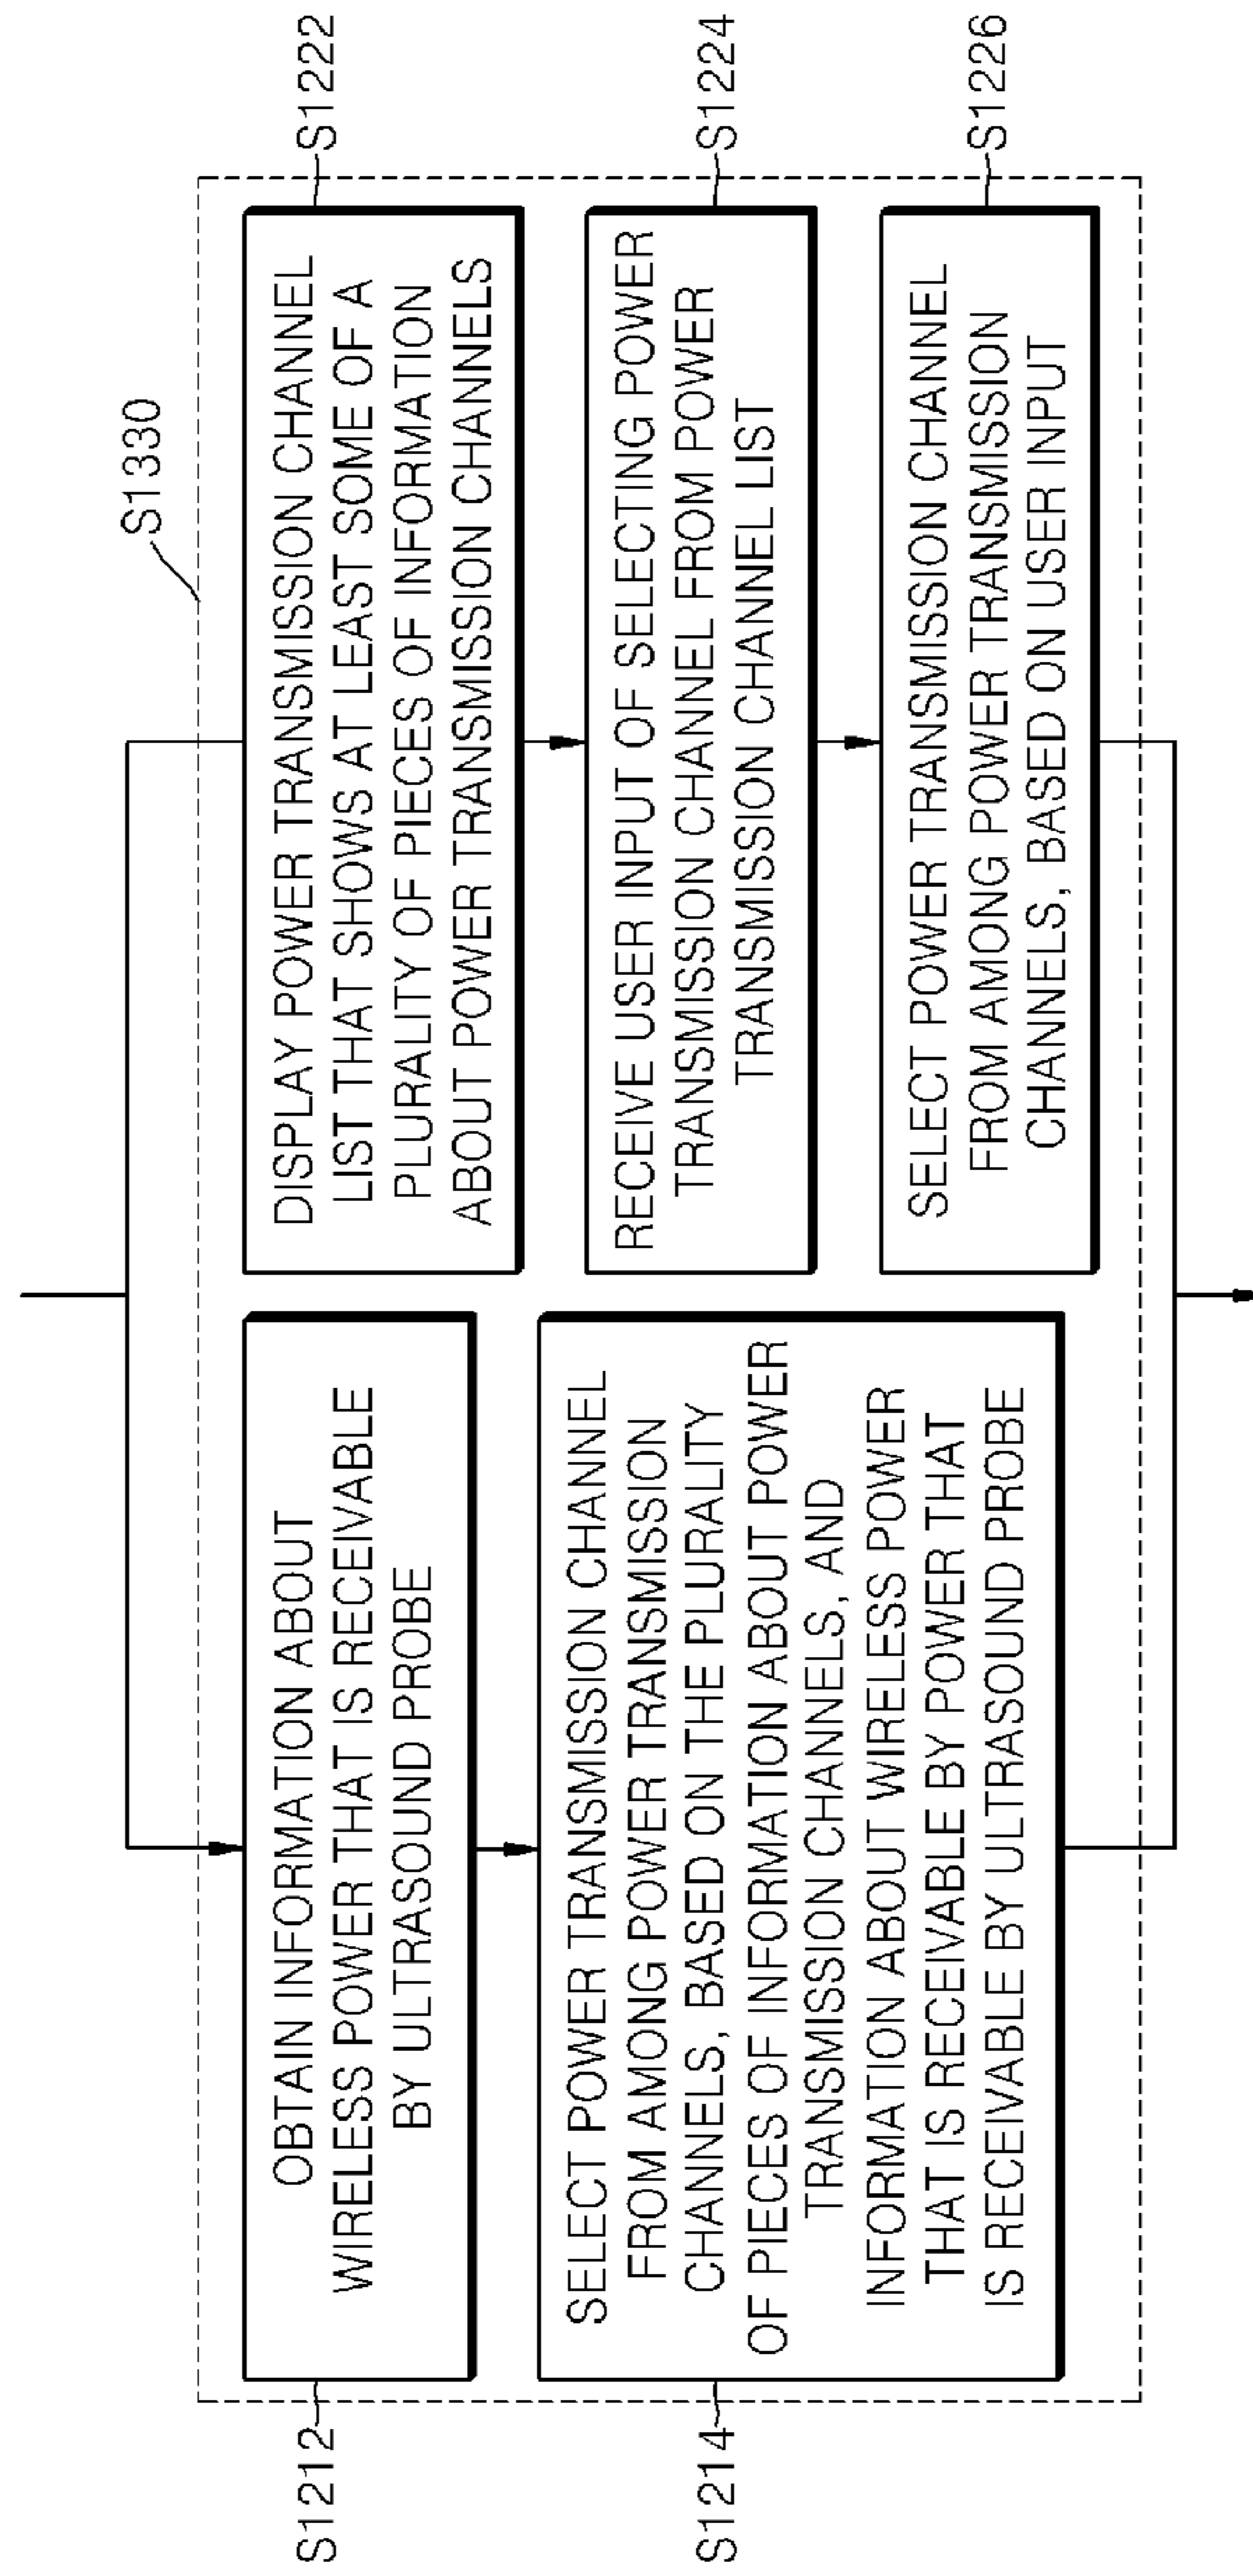 S1330
S1212
OBTAIN INFORMATION ABOUT
WIRELESS POWER THAT IS RECEIVABLE
BY ULTRASOUND PROBE
S1214
SELECT POWER TRANSMISSION CHANNEL
FROM AMONG POWER TRANSMISSION
CHANNELS, BASED ON THE PLURALITY
OF PIECES OF INFORMATION ABOUT POWER
TRANSMISSION CHANNELS, AND
INFORMATION ABOUT WIRELESS POWER
THAT IS RECEIVABLE BY POWER THAT
IS RECEIVABLE BY ULTRASOUND PROBE
S1222
DISPLAY POWER TRANSMISSION CHANNEL
LIST THAT SHOWS AT LEAST SOME OF A
PLURALITY OF PIECES OF INFORMATION
ABOUT POWER TRANSMISSION CHANNELS
S1224
RECEIVE USER INPUT OF SELECTING POWER
TRANSMISSION CHANNEL FROM POWER
TRANSMISSION CHANNEL LIST
S1226
SELECT POWER TRANSMISSION CHANNEL
FROM AMONG POWER TRANSMISSION
CHANNELS, BASED ON USER INPUT